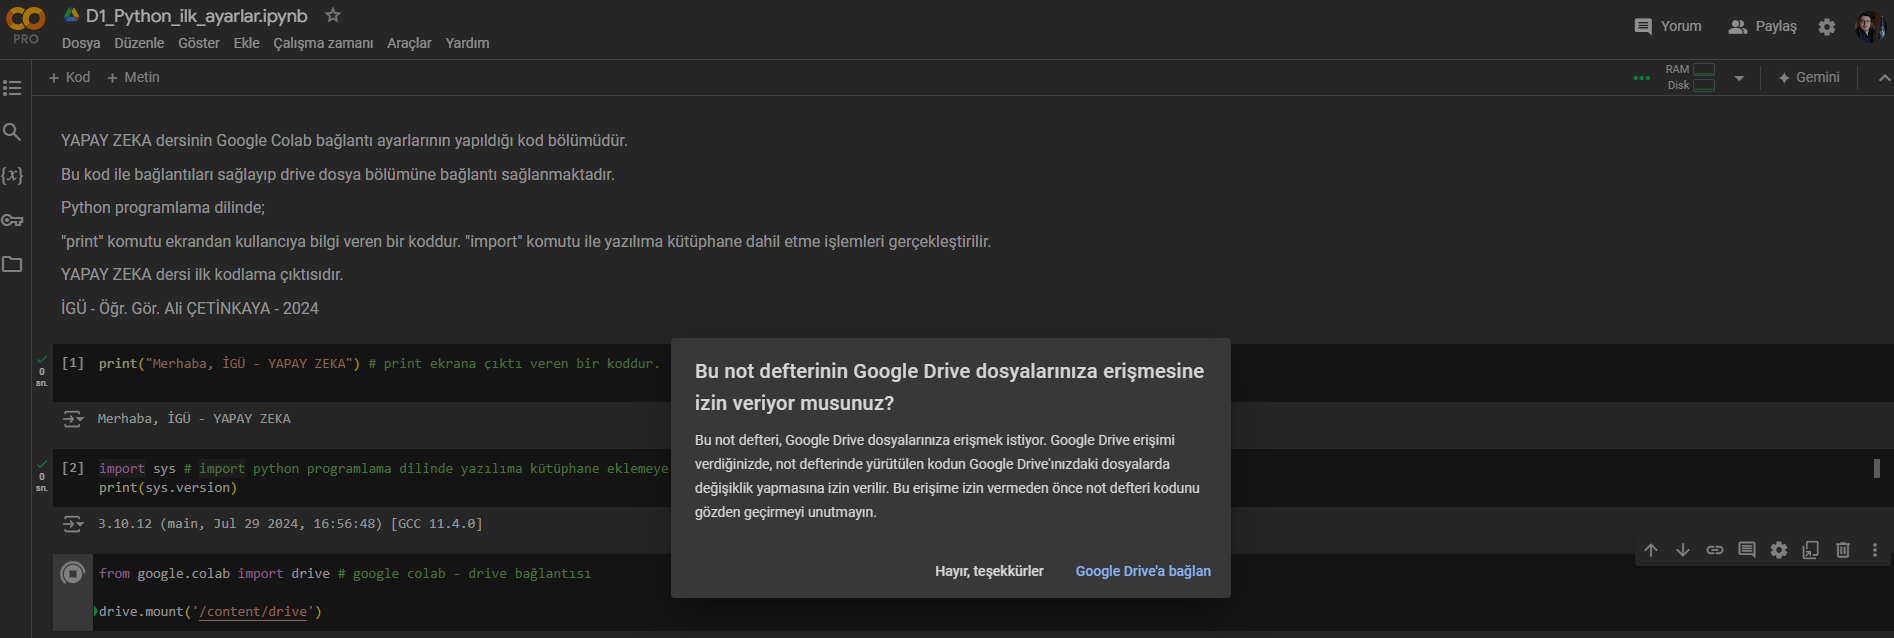 CO
PRO
D1_Python_ilk_ayarlar.ipynb
Dosya Düzenle Göster Ekle Çalışma zamanı Araçlar Yardım
Yorum
Paylaş
+ Kod + Metin
RAM
Disk
Gemini
{x}
YAPAY ZEKA dersinin Google Colab bağlantı ayarlarının yapıldığı kod bölümüdür.
Bu kod ile bağlantıları sağlayıp drive dosya bölümüne bağlantı sağlanmaktadır.
Python programlama dilinde;
"print" komutu ekrandan kullancıya bilgi veren bir koddur. "import" komutu ile yazılıma kütüphane dahil etme işlemleri gerçekleştirilir.
YAPAY ZEKA dersi ilk kodlama çıktısıdır.
İGÜ - Öğr. Gör. Ali ÇETİNKAYA - 2024
0
sn.
[1] print("Merhaba, İGÜ - YAPAY ZEKA") # print ekrana çıktı veren bir koddur.
Merhaba, İGÜ - YAPAY ZEKA
0
sn.
[2] import sys # import python programlama dilinde yazılıma kütüphane eklemeye
print(sys.version)
3.10.12 (main, Jul 29 2024, 16:56:48) [GCC 11.4.0]
from google.colab import drive # google colab - drive bağlantısı
drive.mount('/content/drive')
Bu not defterinin Google Drive dosyalarınıza erişmesine
izin veriyor musunuz?
Bu not defteri, Google Drive dosyalarınıza erişmek istiyor. Google Drive erişimi
verdiğinizde, not defterinde yürütülen kodun Google Drive'ınızdaki dosyalarda
değişiklik yapmasına izin verilir. Bu erişime izin vermeden önce not defteri kodunu
gözden geçirmeyi unutmayın.
Hayır, teşekkürler
Google Drive'a bağlan